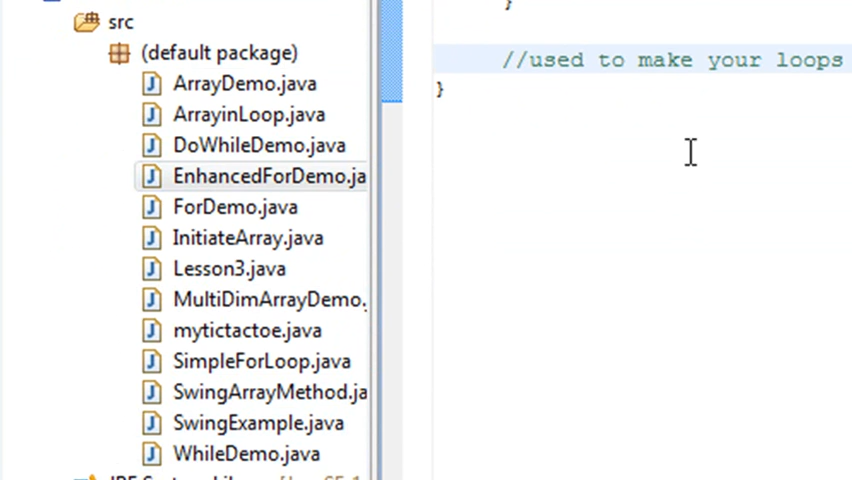 src
(default package)
ArrayDemo.java
ArrayinLoop.java
DoWhileDemo.java
EnhancedForDemo.ja
ForDemo.java
InitiateArray.java
Lesson3.java
MultiDimArrayDemo.
mytictactoe.java
SimpleForLoop.java
SwingArrayMethod.ja
SwingExample.java
WhileDemo.java
}
//used to make your loops
}